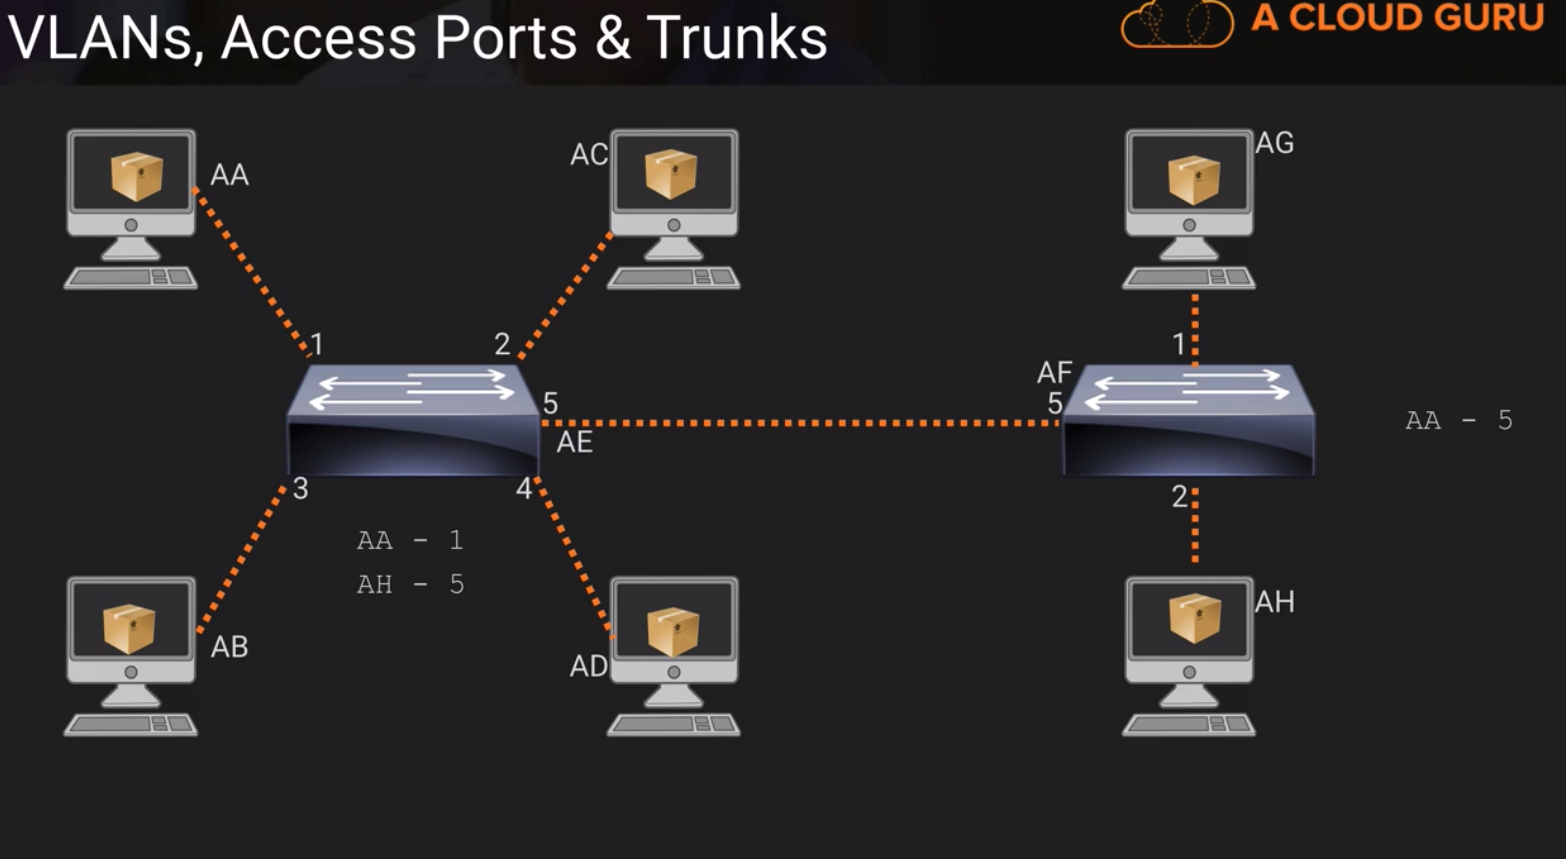 VLANs, Access Ports & Trunks
A CLOUD GURU
AA
AC
AG
1
2
1
5
AE
AF
5
AA - 5
3
4
2
AA - 1
AH - 5
AB
AD
AH